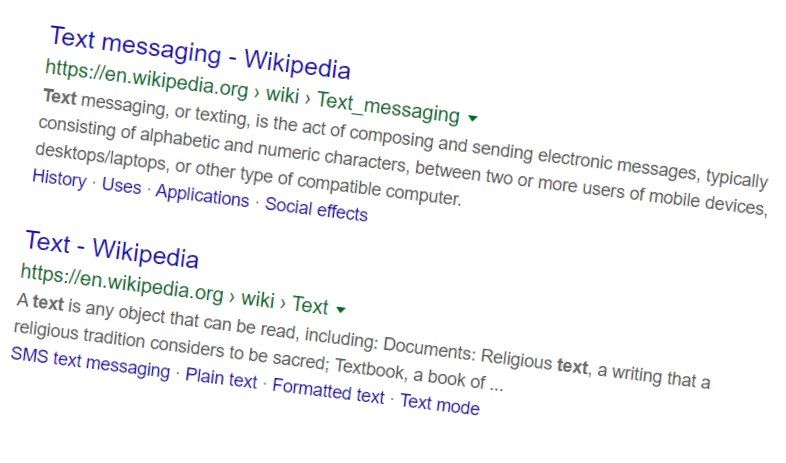 Text messaging - Wikipedia
https://en.wikipedia.org › wiki › Text_messaging
Text messaging, or texting, is the act of composing and sending electronic messages, typically
consisting of alphabetic and numeric characters, between two or more users of mobile devices,
desktops/laptops, or other type of compatible computer.
History · Uses · Applications · Social effects
Text - Wikipedia
https://en.wikipedia.org › wiki › Text
A text is any object that can be read, including: Documents: Religious text, a writing that a
religious tradition considers to be sacred; Textbook, a book of ...
SMS text messaging · Plain text · Formatted text · Text mode